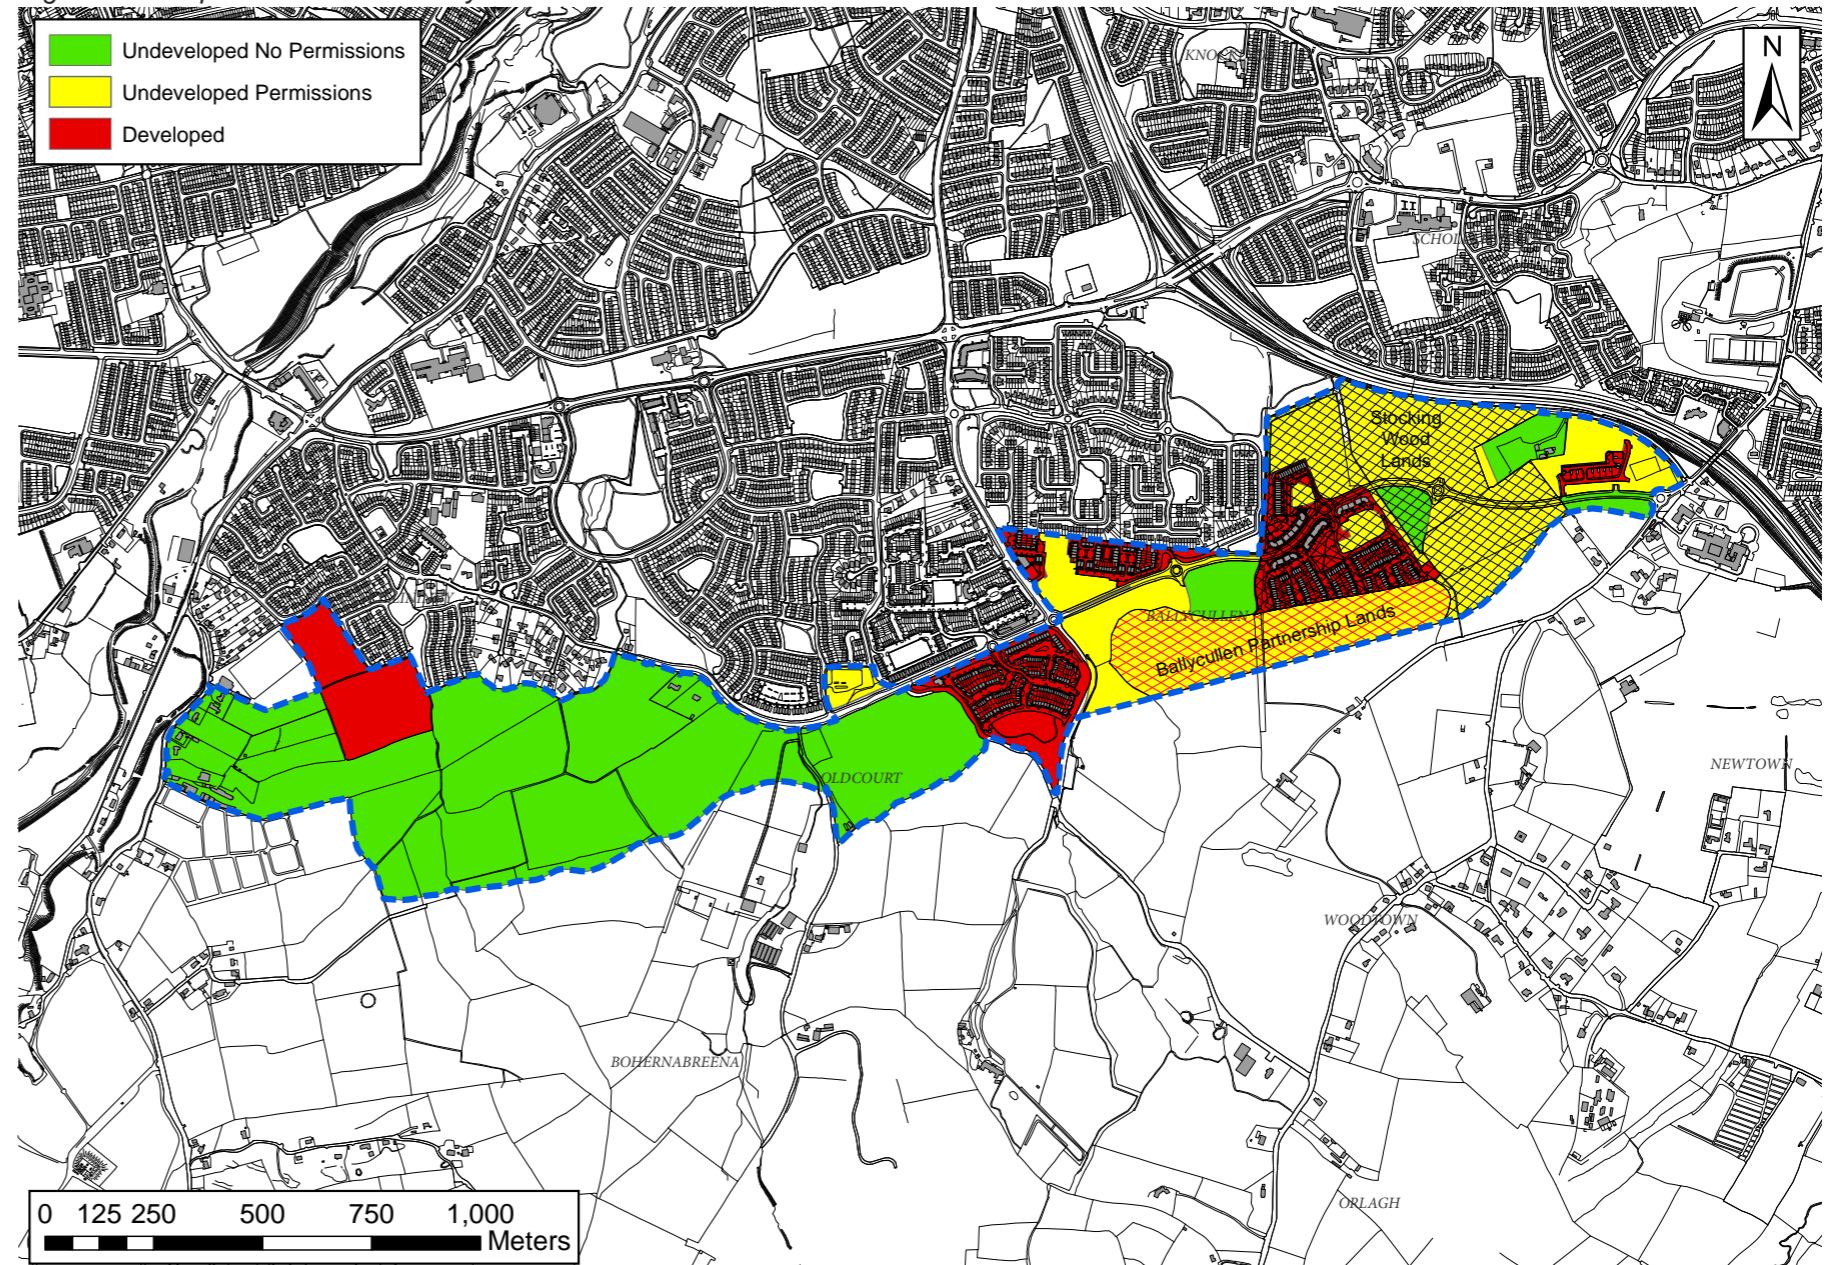 Undeveloped No Permissions
Undeveloped Permissions
Developed
N
Stocking
Wood
Lands
BALLYCULLEN
Ballycullen Partnership Lands
OLDCOURT
NEWTOWN
WOODTOWN
BOHERNABREENA
ORLAGH
0 125 250 500 750 1,000
Meters